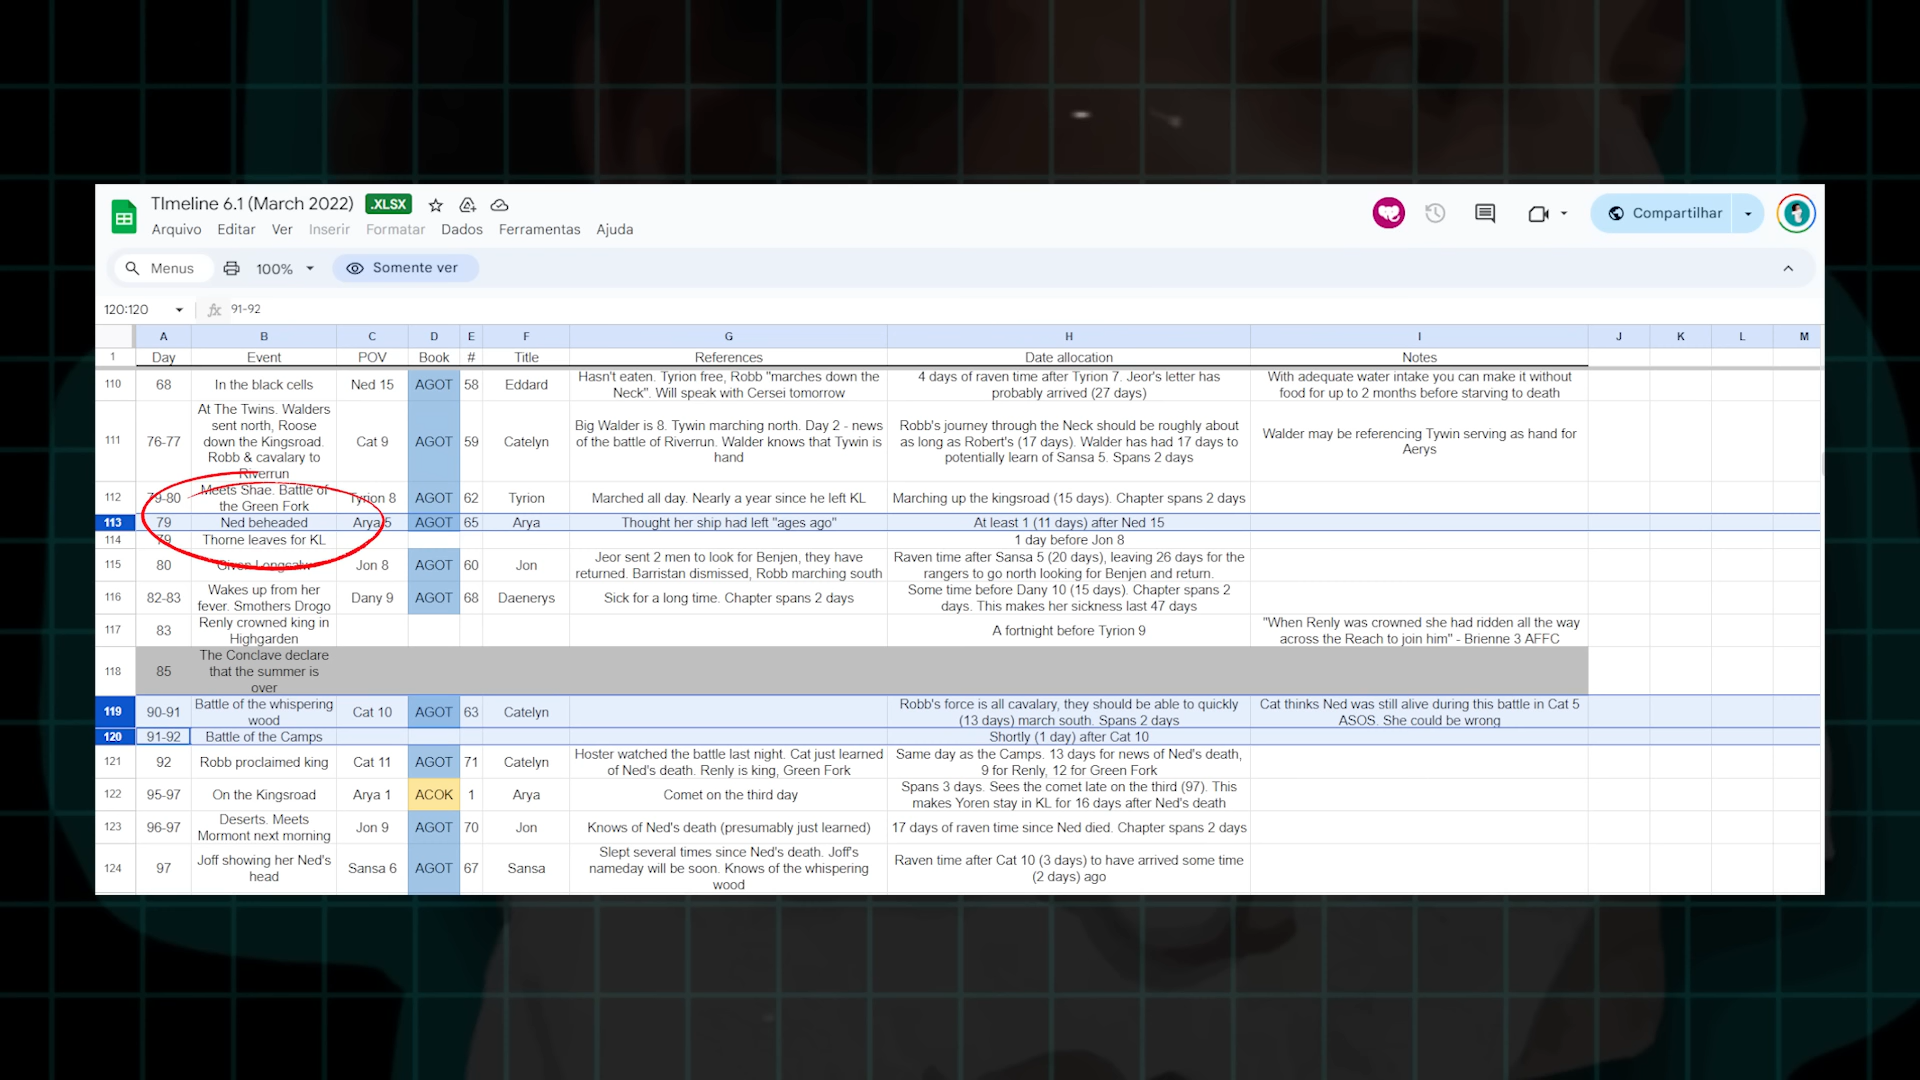 TImeline 6.1 (March 2022) .XLSX
Arquivo Editar Ver Inserir Formatar Dados Ferramentas Ajuda
Compartilhar
Menus 100% Somente ver
120:120 fx 91-92
A B C D E F G H I J K L M
1 Day Event POV Book # Title References Date allocation Notes
110 68 In the black cells Ned 15 AGOT 58 Eddard Hasn't eaten. Tyrion free, Robb "marches down the
Neck". Will speak with Cersei tomorrow
4 days of raven time after Tyrion 7. Jeor's letter has
probably arrived (27 days)
With adequate water intake you can make it without
food for up to 2 months before starving to death
111 76-77
At The Twins. Walders
sent north, Roose
down the Kingsroad.
Robb & cavalary to
Riverrun
Cat 9 AGOT 59 Catelyn
Big Walder is 8. Tywin marching north. Day 2 - news
of the battle of Riverrun. Walder knows that Tywin is
hand
Robb's journey through the Neck should be roughly about
as long as Robert's (17 days). Walder has had 17 days to
potentially learn of Sansa 5. Spans 2 days
Walder may be referencing Tywin serving as hand for
Aerys
112 79-80
Meets Shae. Battle of
the Green Fork
Tyrion 8 AGOT 62 Tyrion Marched all day. Nearly a year since he left KL Marching up the kingsroad (15 days). Chapter spans 2 days
113 79 Ned beheaded Arya 5 AGOT 65 Arya Thought her ship had left "ages ago" At least 1 (11 days) after Ned 15
114 79 Thorne leaves for KL 1 day before Jon 8
115 80 Given Longsalw Jon 8 AGOT 60 Jon
Jeor sent 2 men to look for Benjen, they have
returned. Barristan dismissed, Robb marching south
Raven time after Sansa 5 (20 days), leaving 26 days for the
rangers to go north looking for Benjen and return.
116 82-83
Wakes up from her
fever. Smothers Drogo
Dany 9 AGOT 68 Daenerys Sick for a long time. Chapter spans 2 days
Some time before Dany 10 (15 days). Chapter spans 2
days. This makes her sickness last 47 days
117 83
Renly crowned king in
Highgarden
A fortnight before Tyrion 9
"When Renly was crowned she had ridden all the way
across the Reach to join him" - Brienne 3 AFFC
118 85
The Conclave declare
that the summer is
over
119 90-91
Battle of the whispering
wood
Cat 10 AGOT 63 Catelyn
Robb's force is all cavalary, they should be able to quickly
(13 days) march south. Spans 2 days
Cat thinks Ned was still alive during this battle in Cat 5
ASOS. She could be wrong
120 91-92 Battle of the Camps Shortly (1 day) after Cat 10
121 92 Robb proclaimed king Cat 11 AGOT 71 Catelyn
Hoster watched the battle last night. Cat just learned
of Ned's death. Renly is king, Green Fork
Same day as the Camps. 13 days for news of Ned's death,
9 for Renly, 12 for Green Fork
122 95-97 On the Kingsroad Arya 1 ACOK 1 Arya Comet on the third day
Spans 3 days. Sees the comet late on the third (97). This
makes Yoren stay in KL for 16 days after Ned's death
123 96-97
Deserts. Meets
Mormont next morning
Jon 9 AGOT 70 Jon Knows of Ned's death (presumably just learned) 17 days of raven time since Ned died. Chapter spans 2 days
124 97
Joff showing her Ned's
head
Sansa 6 AGOT 67 Sansa
Slept several times since Ned's death. Joff's
nameday will be soon. Knows of the whispering
wood
Raven time after Cat 10 (3 days) to have arrived some time
(2 days) ago